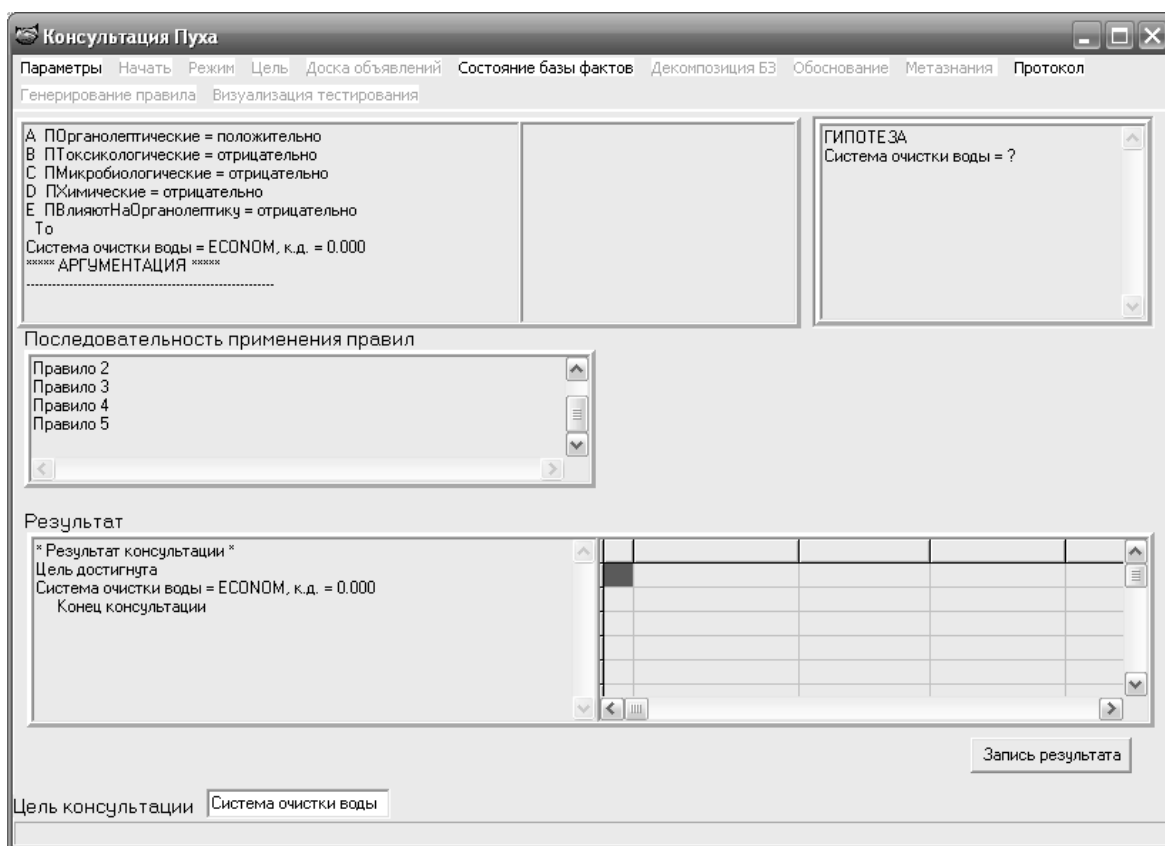 Консультация Пуха
Параметры Начать Режим Цель Доска объявлений Состояние базы фактов Декомпозиция БЗ Обоснование Метазнания Протокол
Генерирование правила Визуализация тестирования
A ПОрганолептические = положительно
B ПТоксикологические = отрицательно
C ПМикробиологические = отрицательно
D ПХимические = отрицательно
E ПВлияютНаОрганолептику = отрицательно
То
Система очистки воды = ECONOM, к.д. = 0.000
***** АРГУМЕНТАЦИЯ *****
----------------------------------------------------------
ГИПОТЕЗА
Система очистки воды = ?
Последовательность применения правил
Правило 2
Правило 3
Правило 4
Правило 5
Результат
* Результат консультации *
Цель достигнута
Система очистки воды = ECONOM, к.д. = 0.000
Конец консультации
Запись результата
Цель консультации Система очистки воды